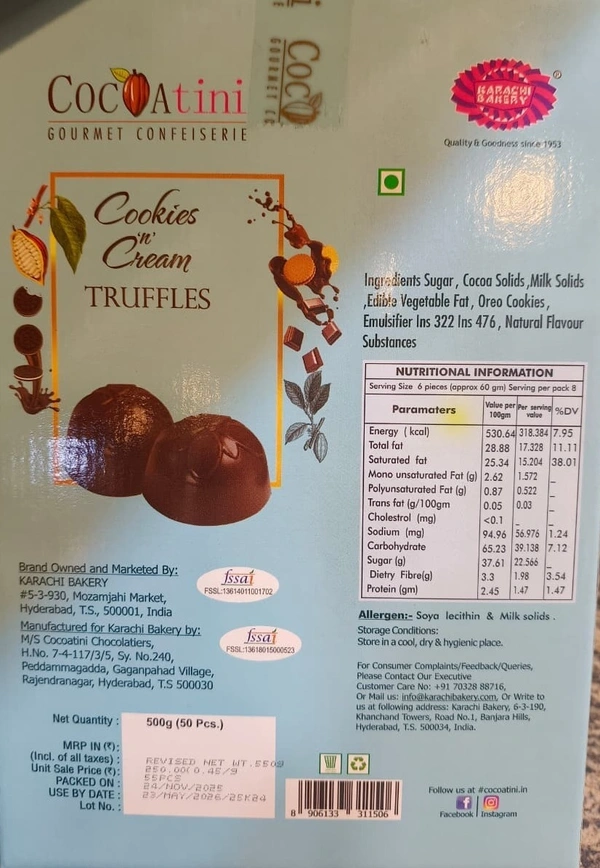 COCOAtini
GOURMET CONFEISERIE
KARACHI
BAKERY
®
Quality & Goodness since 1953
Cookies
'n'
Cream
TRUFFLES
Ingredients Sugar, Cocoa Solids, Milk Solids
,Edible Vegetable Fat, Oreo Cookies,
Emulsifier Ins 322 Ins 476, Natural Flavour
Substances
NUTRITIONAL INFORMATION
Serving Size 6 pieces (approx 60 gm) Serving per pack 8
Paramaters Value per 100gm Per serving value %DV
Energy ( kcal) 530.64 318.384 7.95
Total fat 28.88 17.328 11.11
Saturated fat 25.34 15.204 38.01
Mono unsaturated Fat (g) 2.62 1.572 _
Polyunsaturated Fat (g) 0.87 0.522 _
Trans fat (g/100gm 0.05 0.03 _
Cholestrol (mg) <0.1 _ _
Sodium (mg) 94.96 56.976 1.24
Carbohydrate 65.23 39.138 7.12
Sugar (g) 37.61 22.566 _
Dietry Fibre(g) 3.3 1.98 3.54
Protein (gm) 2.45 1.47 1.47
Allergen:- Soya lecithin & Milk solids .
Storage Conditions:
Store in a cool, dry & hygienic place.
For Consumer Complaints/Feedback/Queries,
Please Contact Our Executive
Customer Care No: +91 70328 88716,
Or Mail us: info@karachibakery.com, Or Write to
us at following address: Karachi Bakery, 6-3-190,
Khanchand Towers, Road No.1, Banjara Hills,
Hyderabad, T.S. 500034, India.
Brand Owned and Marketed By:
KARACHI BAKERY
#5-3-930, Mozamjahi Market,
Hyderabad, T.S., 500001, India
fssai
FSSL:13614011001702
Manufactured for Karachi Bakery by:
M/S Cocoatini Chocolatiers,
H.No. 7-4-117/3/5, Sy. No.240,
Peddammagadda, Gaganpahad Village,
Rajendranagar, Hyderabad, T.S 500030
fssai
FSSL:13618015000523
Net Quantity : 500g (50 Pcs.)
MRP IN (₹):
(Incl. of all taxes) : REVISED NET WT.550g
Unit Sale Price (₹): 250.00( 0.45/g
PACKED ON : 55PCS
USE BY DATE : 24/NOV/2025
Lot No. : 23/MAY/2026/25K24
8 906133 311506
Follow us at #cocoatini.in
Facebook Instagram